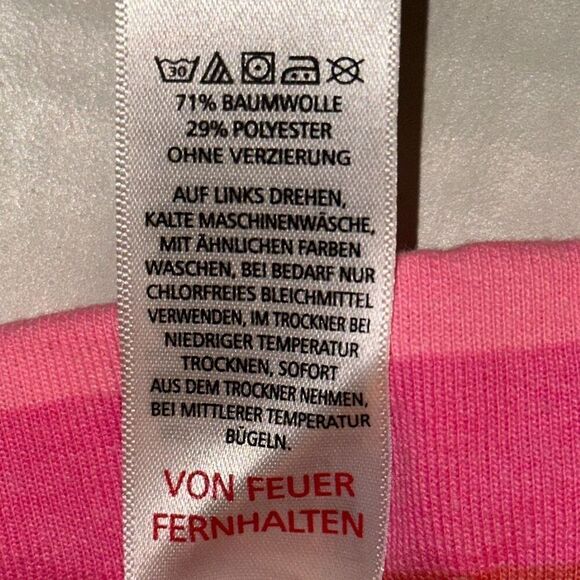 30
71% BAUMWOLLE
29% POLYESTER
OHNE VERZIERUNG
AUF LINKS DREHEN,
KALTE MASCHINENWÄSCHE,
MIT ÄHNLICHEN FARBEN
WASCHEN, BEI BEDARF NUR
CHLORFREIES BLEICHMITTEL
VERWENDEN, IM TROCKNER BEI
NIEDRIGER TEMPERATUR
TROCKNEN, SOFORT
AUS DEM TROCKNER NEHMEN,
BEI MITTLERER TEMPERATUR
BÜGELN.
VON FEUER
FERNHALTEN